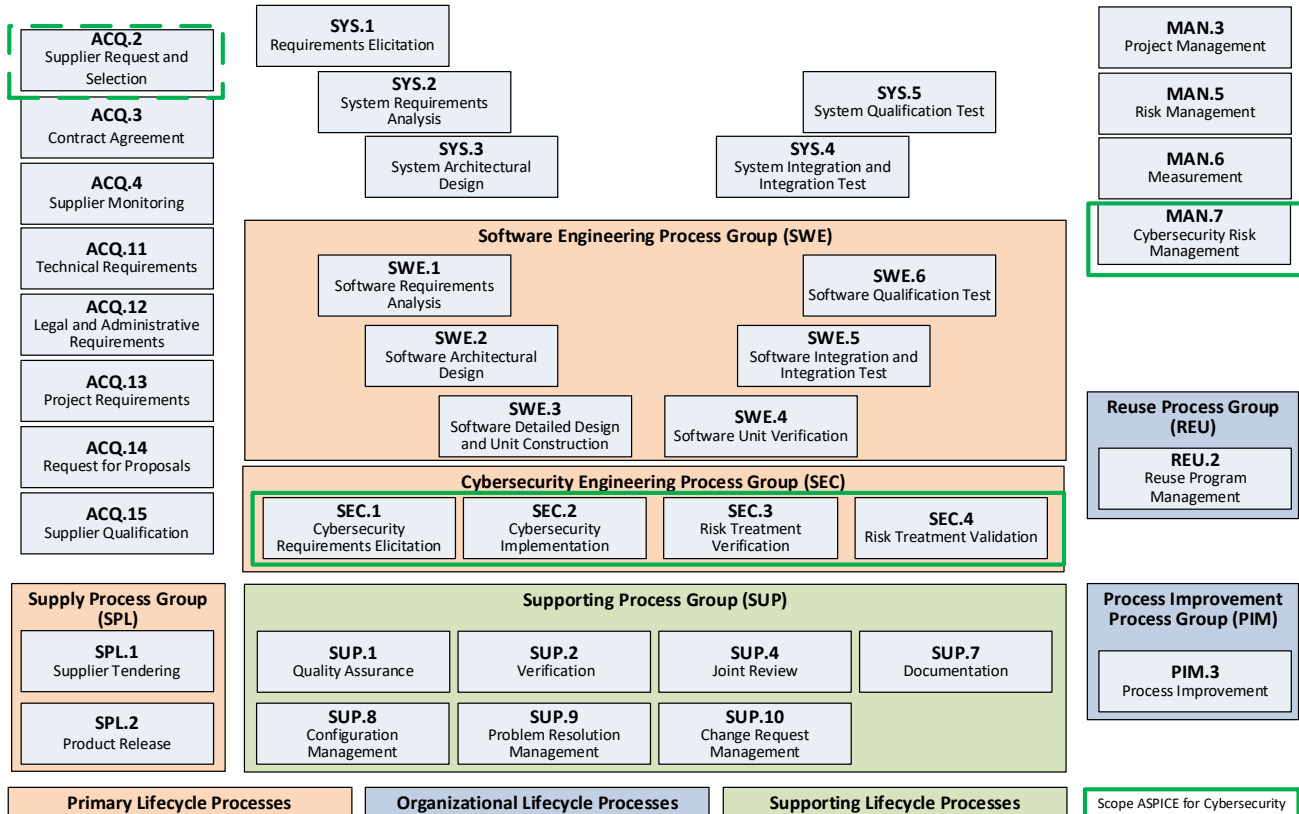 ACQ.2
Supplier Request and
Selection
ACQ.3
Contract Agreement
ACQ.4
Supplier Monitoring
ACQ.11
Technical Requirements
ACQ.12
Legal and Administrative
Requirements
ACQ.13
Project Requirements
ACQ.14
Request for Proposals
ACQ.15
Supplier Qualification
SYS.1
Requirements Elicitation
SYS.2
System Requirements
Analysis
SYS.3
System Architectural
Design
SYS.5
System Qualification Test
SYS.4
System Integration and
Integration Test
MAN.3
Project Management
MAN.5
Risk Management
MAN.6
Measurement
MAN.7
Cybersecurity Risk
Management
Software Engineering Process Group (SWE)
SWE.1
Software Requirements
Analysis
SWE.2
Software Architectural
Design
SWE.3
Software Detailed Design
and Unit Construction
SWE.6
Software Qualification Test
SWE.5
Software Integration and
Integration Test
SWE.4
Software Unit Verification
Cybersecurity Engineering Process Group (SEC)
SEC.1
Cybersecurity
Requirements Elicitation
SEC.2
Cybersecurity
Implementation
SEC.3
Risk Treatment
Verification
SEC.4
Risk Treatment Validation
Reuse Process Group
(REU)
REU.2
Reuse Program
Management
Supply Process Group
(SPL)
SPL.1
Supplier Tendering
SPL.2
Product Release
Supporting Process Group (SUP)
SUP.1
Quality Assurance
SUP.2
Verification
SUP.4
Joint Review
SUP.7
Documentation
SUP.8
Configuration
Management
SUP.9
Problem Resolution
Management
SUP.10
Change Request
Management
Process Improvement
Process Group (PIM)
PIM.3
Process Improvement
Primary Lifecycle Processes
Organizational Lifecycle Processes
Supporting Lifecycle Processes
Scope ASPICE for Cybersecurity